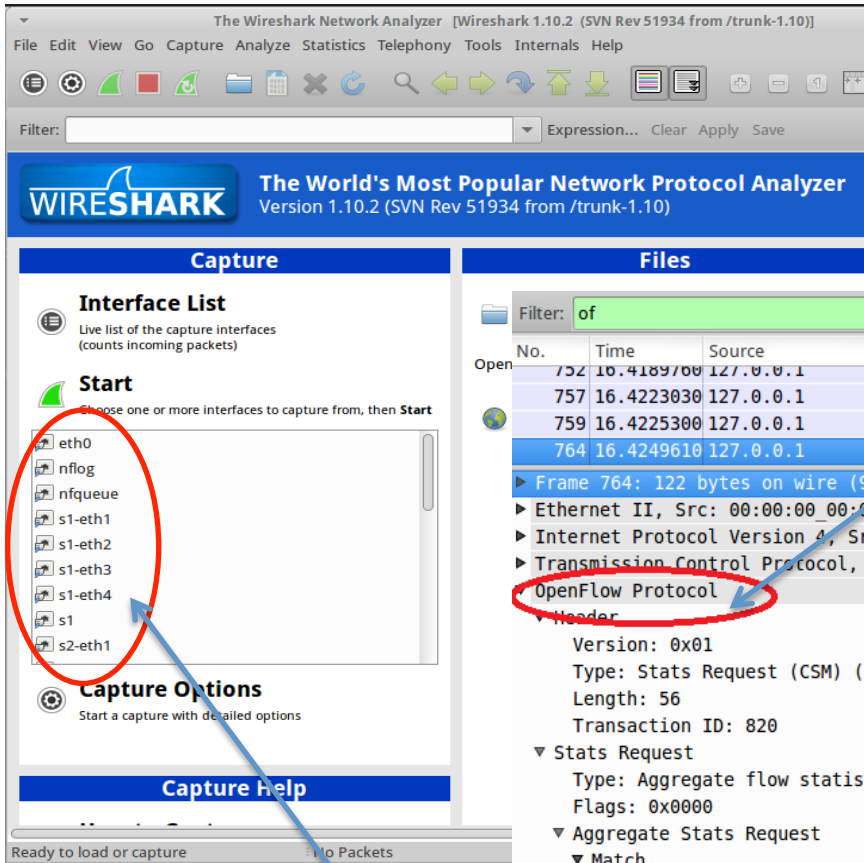 The Wireshark Network Analyzer [Wireshark 1.10.2 (SVN Rev 51934 from /trunk-1.10)]
File Edit View Go Capture Analyze Statistics Telephony Tools Internals Help
Filter: Expression... Clear Apply Save
WIRESHARK
The World's Most Popular Network Protocol Analyzer
Version 1.10.2 (SVN Rev 51934 from /trunk-1.10)
Capture
Interface List
Live list of the capture interfaces
(counts incoming packets)
Start
Choose one or more interfaces to capture from, then Start
eth0
nflog
nfqueue
s1-eth1
s1-eth2
s1-eth3
s1-eth4
s1
s2-eth1
Capture Options
Start a capture with detailed options
Capture Help
Ready to load or capture No Packets
Files
Open
Filter: of
No. Time Source
752 16.4189760 127.0.0.1
757 16.4223030 127.0.0.1
759 16.4225300 127.0.0.1
764 16.4249610 127.0.0.1
Frame 764: 122 bytes on wire (9
Ethernet II, Src: 00:00:00_00:0
Internet Protocol Version 4, Sr
Transmission Control Protocol,
OpenFlow Protocol
Header
Version: 0x01
Type: Stats Request (CSM) (
Length: 56
Transaction ID: 820
Stats Request
Type: Aggregate flow statis
Flags: 0x0000
Aggregate Stats Request
Match